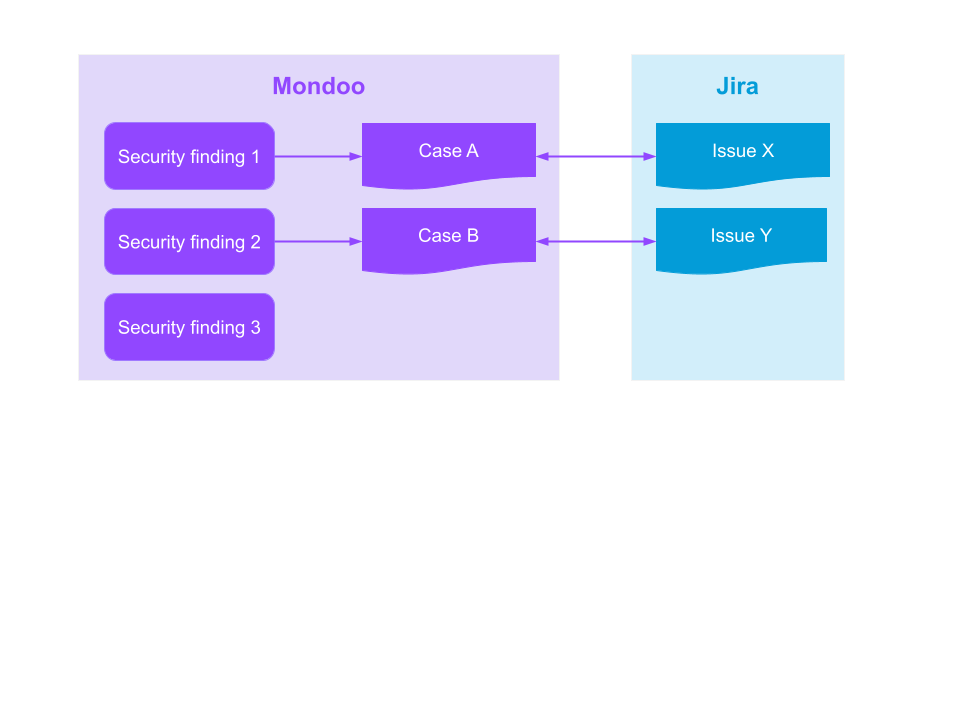 Mondoo
Jira
Security finding 1
Case A
Issue X
Security finding 2
Case B
Issue Y
Security finding 3